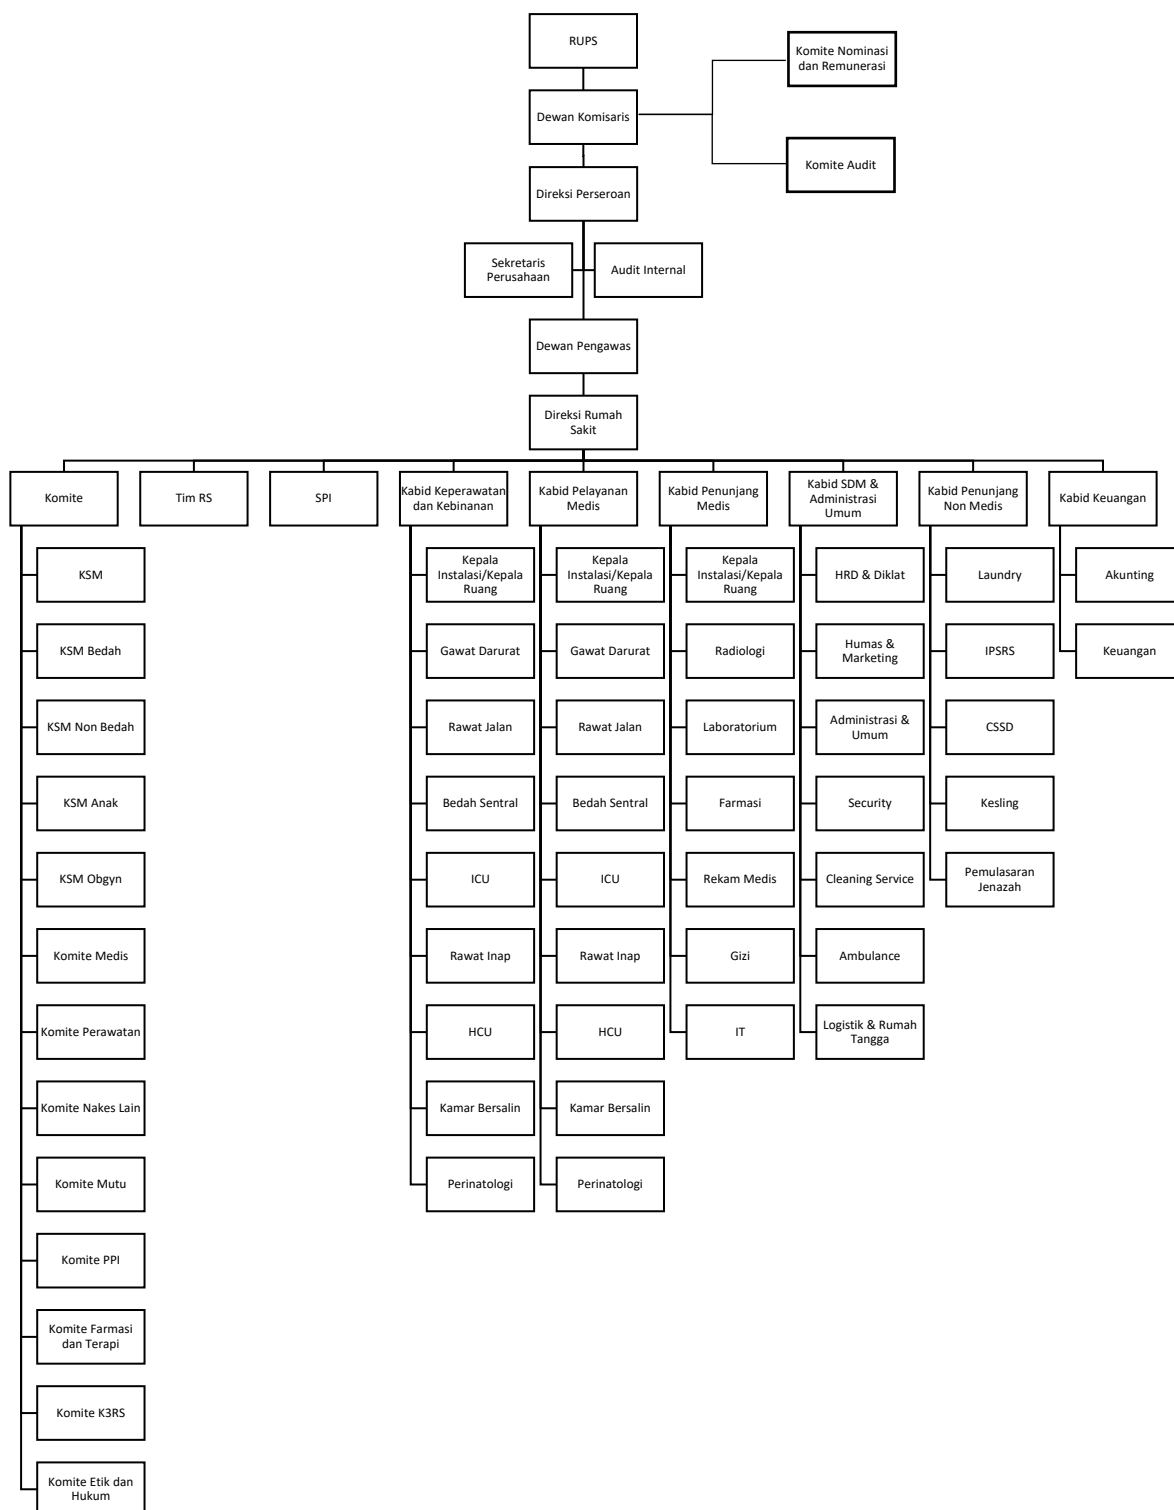 RUPS
Komite Nominasi
dan Remunerasi
Dewan Komisaris
Komite Audit
Direksi Perseroan
Sekretaris
Perusahaan
Audit Internal
Dewan Pengawas
Direksi Rumah
Sakit
Komite
Tim RS
SPI
Kabid Keperawatan
dan Kebinanan
Kabid Pelayanan
Medis
Kabid Penunjang
Medis
Kabid SDM &
Administrasi
Umum
Kabid Penunjang
Non Medis
Kabid Keuangan
KSM
KSM Bedah
KSM Non Bedah
KSM Anak
KSM Obgyn
Komite Medis
Komite Perawatan
Komite Nakes Lain
Komite Mutu
Komite PPI
Komite Farmasi
dan Terapi
Komite K3RS
Komite Etik dan
Hukum
Kepala
Instalasi/Kepala
Ruang
Gawat Darurat
Rawat Jalan
Bedah Sentral
ICU
Rawat Inap
HCU
Kamar Bersalin
Perinatologi
Kepala
Instalasi/Kepala
Ruang
Gawat Darurat
Rawat Jalan
Bedah Sentral
ICU
Rawat Inap
HCU
Kamar Bersalin
Perinatologi
Kepala
Instalasi/Kepala
Ruang
Radiologi
Laboratorium
Farmasi
Rekam Medis
Gizi
IT
HRD & Diklat
Humas &
Marketing
Administrasi &
Umum
Security
Cleaning Service
Ambulance
Logistik & Rumah
Tangga
Laundry
IPSRS
CSSD
Kesling
Pemulasaran
Jenazah
Akunting
Keuangan